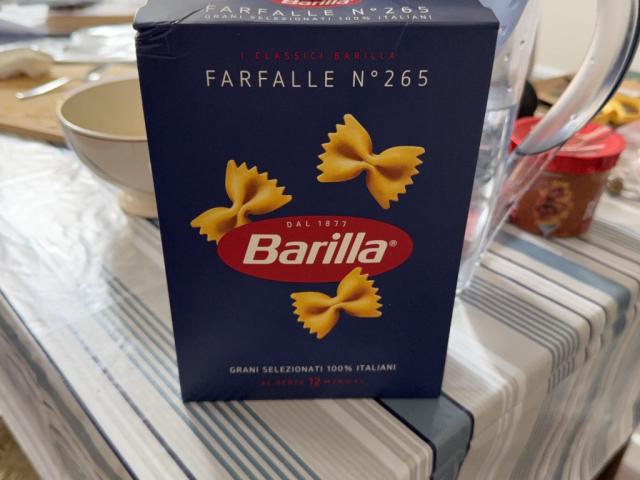 Barilla
FARFALLE N°265
GRANI SELEZIONATI 100% ITALIANI
I CLASSICI BARILLA
FARFALLE N°265
DAL 1877
Barilla®
GRANI SELEZIONATI 100% ITALIANI
AL DENTE 12 MINUTI